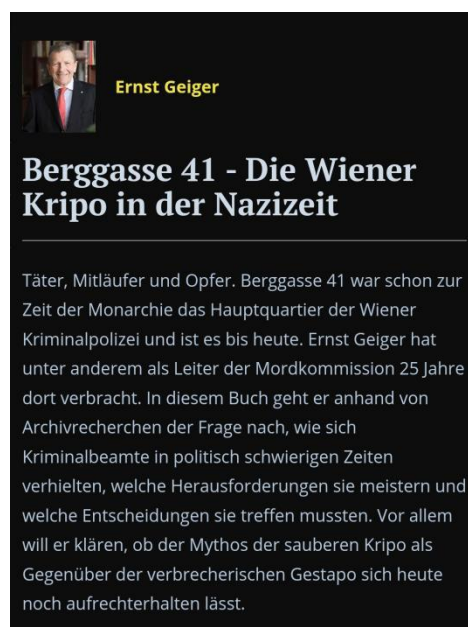 Ernst Geiger
Berggasse 41 - Die Wiener
Kripo in der Nazizeit
Täter, Mitläufer und Opfer. Berggasse 41 war schon zur
Zeit der Monarchie das Hauptquartier der Wiener
Kriminalpolizei und ist es bis heute. Ernst Geiger hat
unter anderem als Leiter der Mordkommission 25 Jahre
dort verbracht. In diesem Buch geht er anhand von
Archivrecherchen der Frage nach, wie sich
Kriminalbeamte in politisch schwierigen Zeiten
verhielten, welche Herausforderungen sie meistern und
welche Entscheidungen sie treffen mussten. Vor allem
will er klären, ob der Mythos der sauberen Kripo als
Gegenüber der verbrecherischen Gestapo sich heute
noch aufrechterhalten lässt.